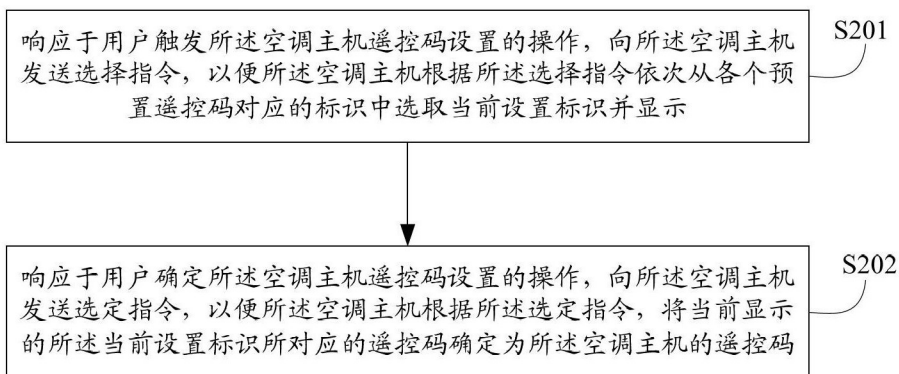 响应于用户触发所述空调主机遥控码设置的操作，向所述空调主机
发送选择指令，以便所述空调主机根据所述选择指令依次从各个预
置遥控码对应的标识中选取当前设置标识并显示
S201
响应于用户确定所述空调主机遥控码设置的操作，向所述空调主机
发送选定指令，以便所述空调主机根据所述选定指令，将当前显示
的所述当前设置标识所对应的遥控码确定为所述空调主机的遥控码
S202